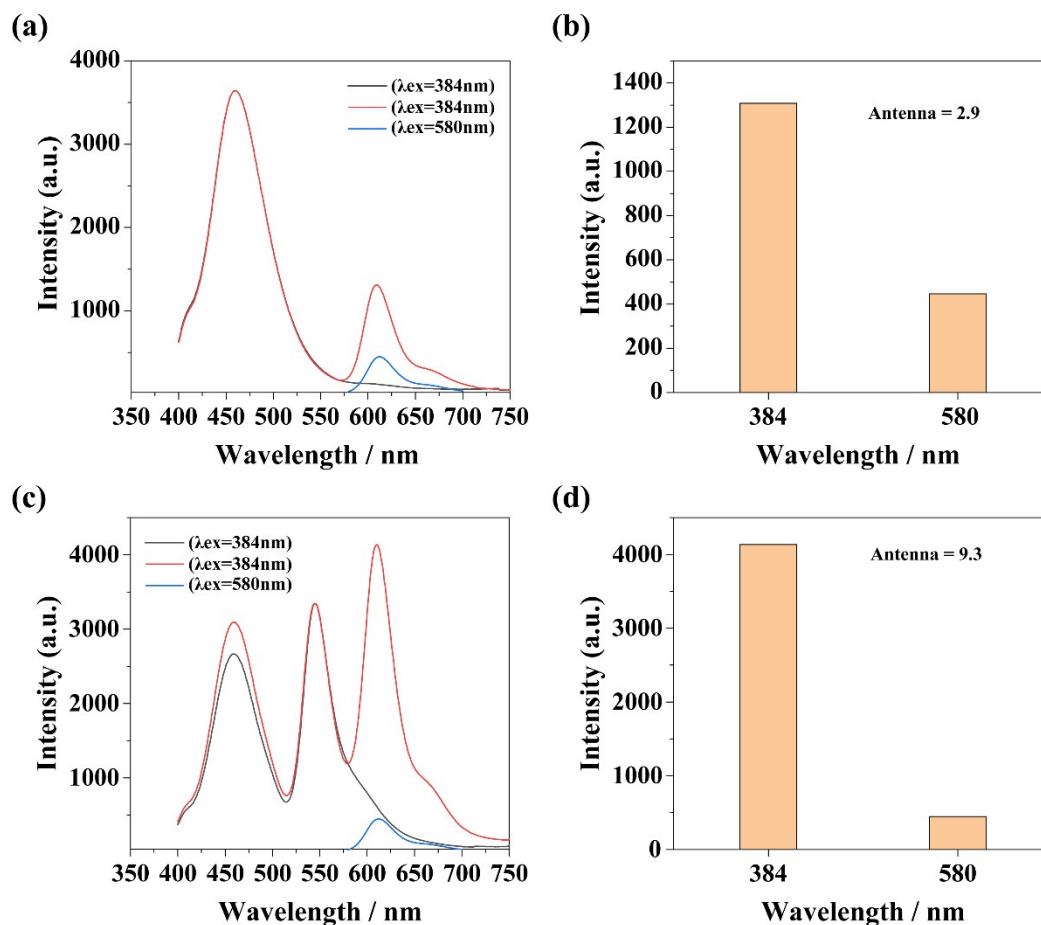 (a)
4000
3000
2000
1000
350 400 450 500 550 600 650 700 750
Intensity (a.u.)
Wavelength / nm
(λex=384nm)
(λex=384nm)
(λex=580nm)
(b)
1400
1200
1000
800
600
400
200
0
384 580
Intensity (a.u.)
Wavelength / nm
Antenna = 2.9
(c)
4000
3000
2000
1000
350 400 450 500 550 600 650 700 750
Intensity (a.u.)
Wavelength / nm
(λex=384nm)
(λex=384nm)
(λex=580nm)
(d)
4000
3000
2000
1000
0
384 580
Intensity (a.u.)
Wavelength / nm
Antenna = 9.3